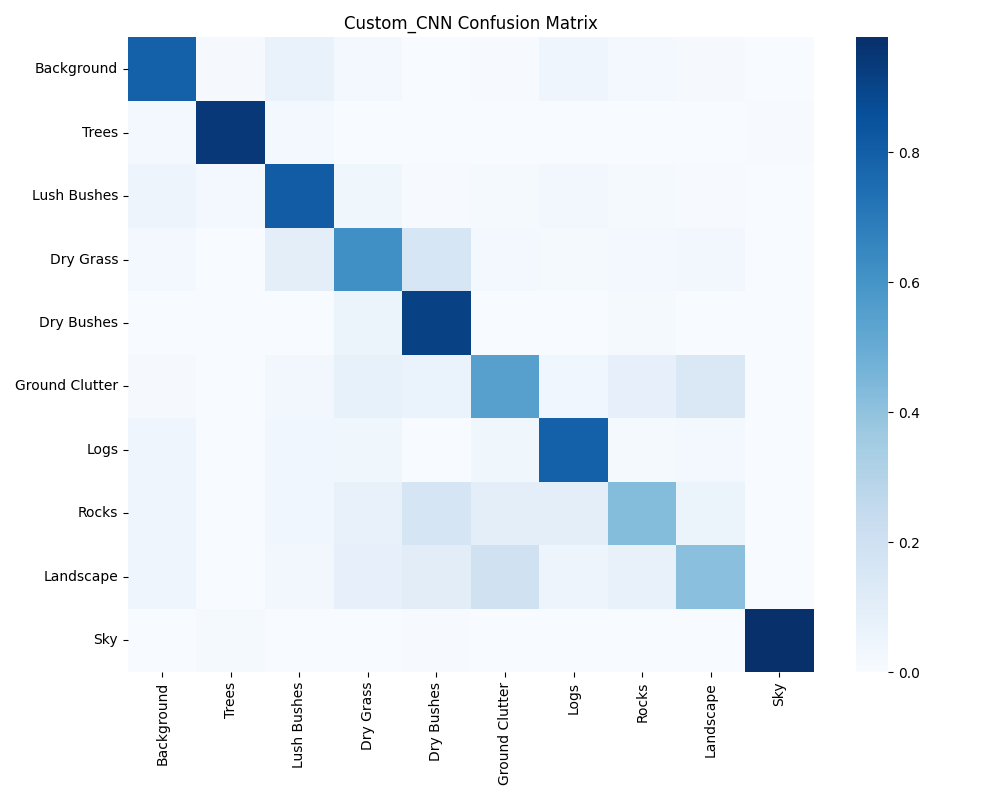 Custom_CNN Confusion Matrix
Background
Trees
Lush Bushes
Dry Grass
Dry Bushes
Ground Clutter
Logs
Rocks
Landscape
Sky
Background
Trees
Lush Bushes
Dry Grass
Dry Bushes
Ground Clutter
Logs
Rocks
Landscape
Sky
0.8
0.6
0.4
0.2
0.0